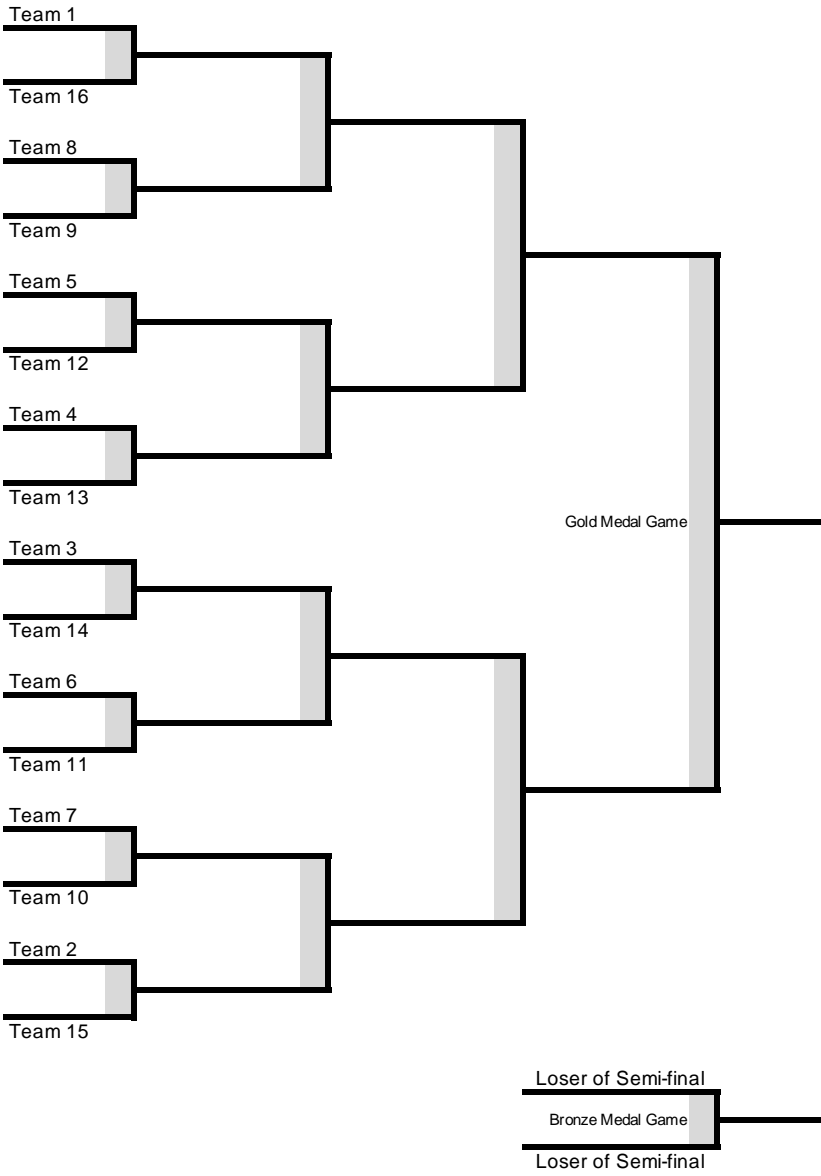 Team 1
Team 16
Team 8
Team 9
Team 5
Team 12
Team 4
Team 13
Gold Medal Game
Team 3
Team 14
Team 6
Team 11
Team 7
Team 10
Team 2
Team 15
Loser of Semi-final
Bronze Medal Game
Loser of Semi-final